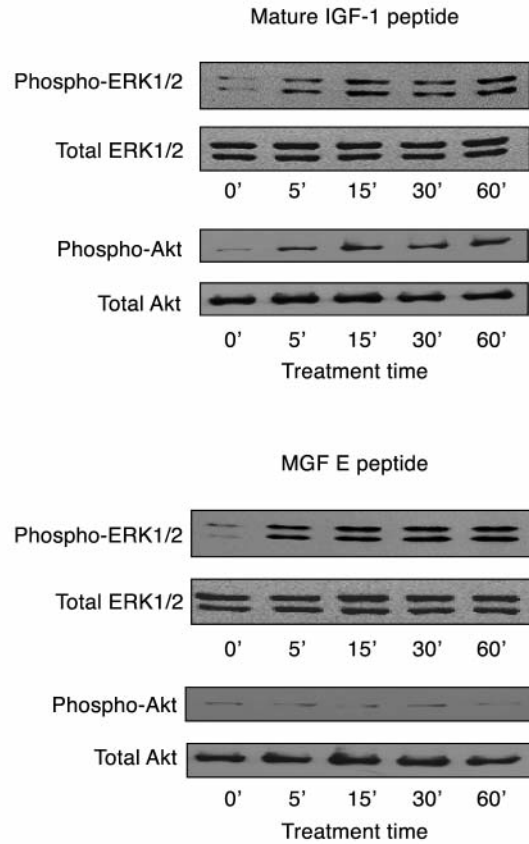 Mature IGF-1 peptide
Phospho-ERK1/2
Total ERK1/2
0’ 5’ 15’ 30’ 60’
Phospho-Akt
Total Akt
0’ 5’ 15’ 30’ 60’
Treatment time
MGF E peptide
Phospho-ERK1/2
Total ERK1/2
0’ 5’ 15’ 30’ 60’
Phospho-Akt
Total Akt
0’ 5’ 15’ 30’ 60’
Treatment time